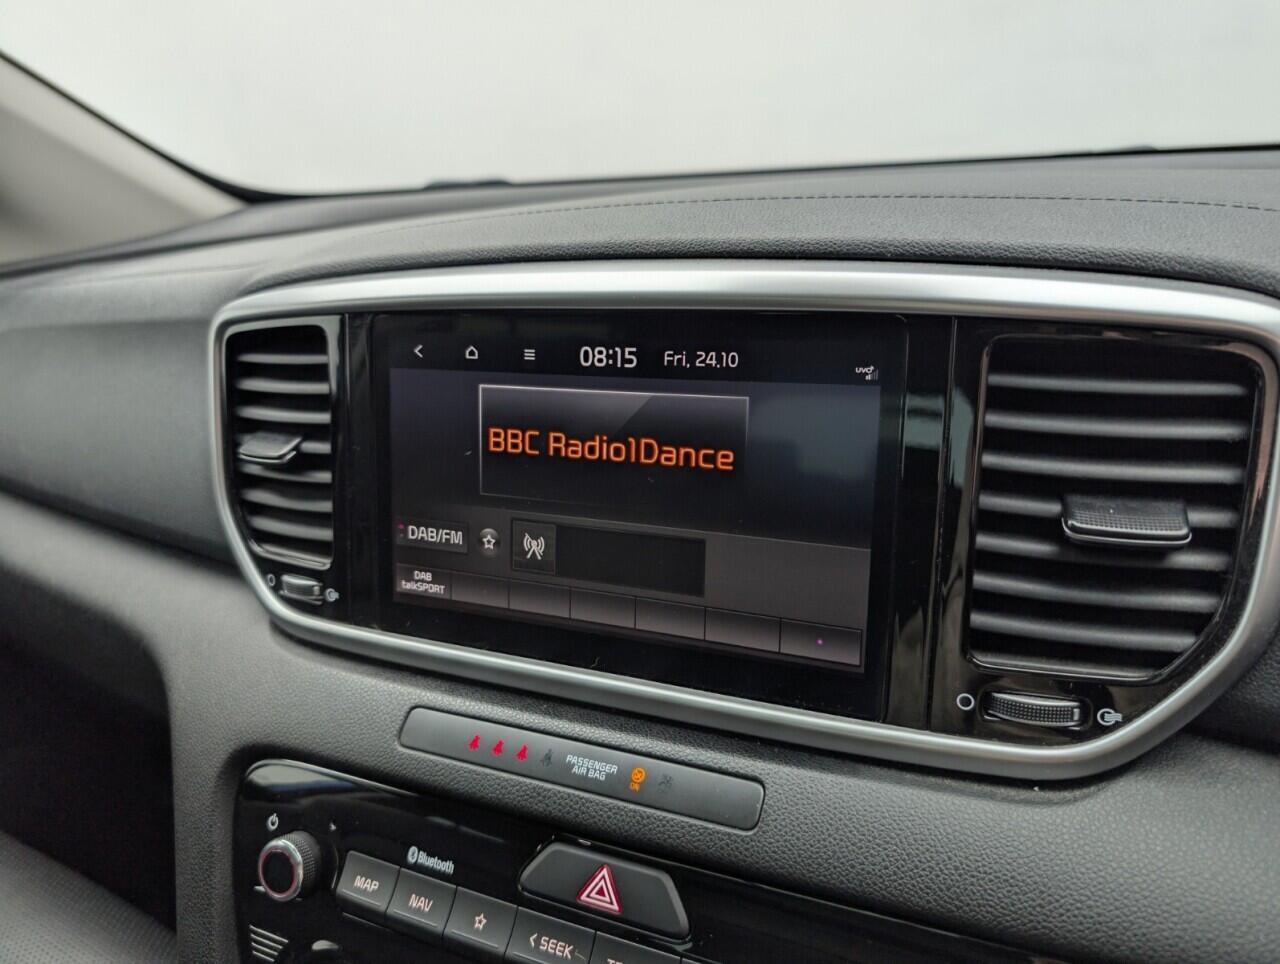 08:15 Fri, 24.10
UVO
BBC Radio1Dance
DAB/FM
DAB
talkSPORT
PASSENGER
AIR BAG
ON
Bluetooth
MAP
NAV
< SEEK